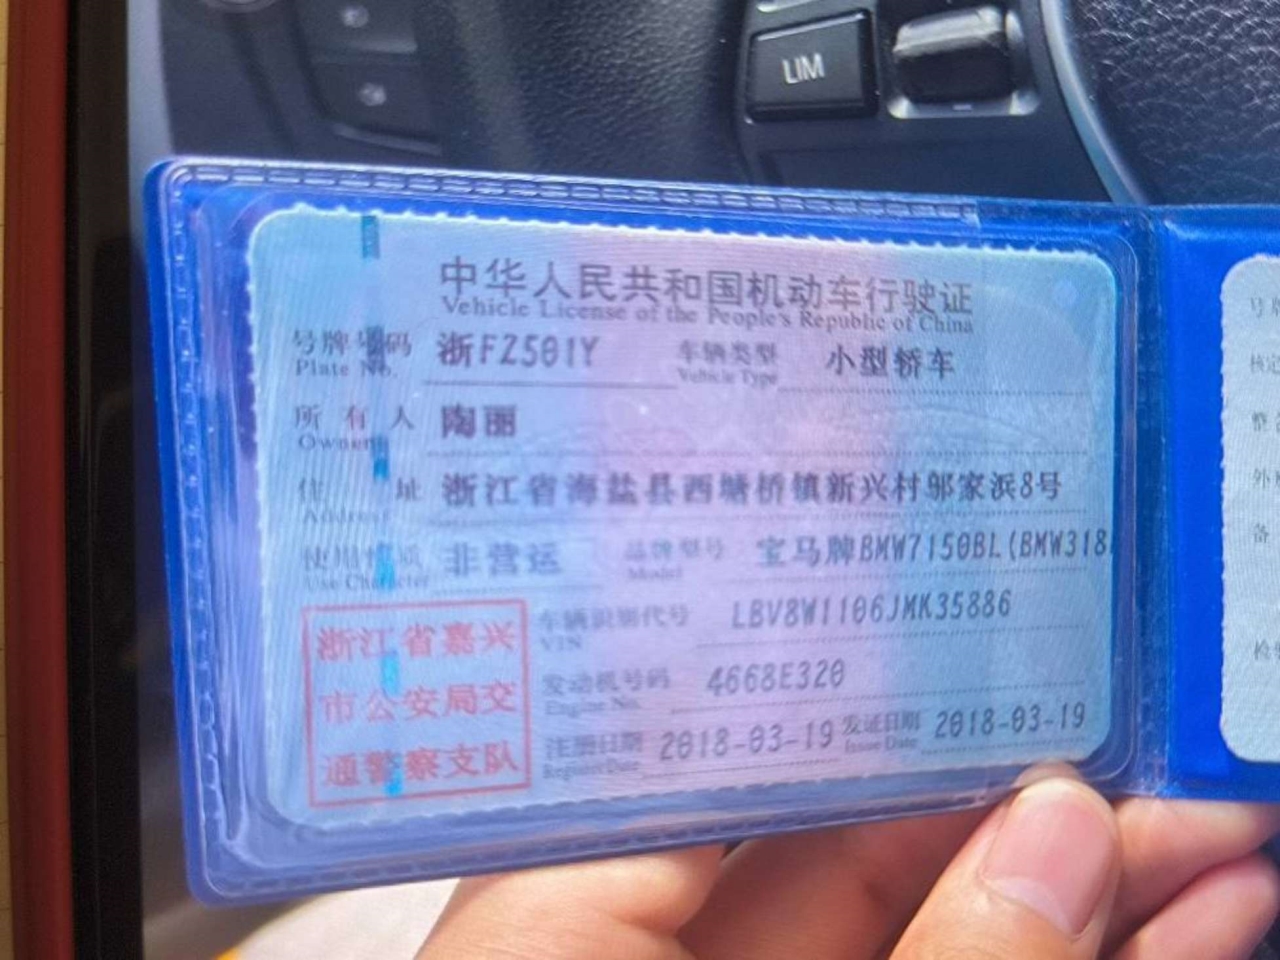 LIM
中华人民共和国机动车行驶证
Vehicle License of the People's Republic of China
号牌号码 浙FZ501Y 车辆类型 小型轿车
Plate No. Vehicle Type
所有人 陶丽
Owner
住址 浙江省海盐县西塘桥镇新兴村邬家浜8号
Address
使用性质 非营运 品牌型号 宝马牌BMW7150BL(BMW318
Use Character Model
浙江省嘉兴
市公安局交
通警察支队
车辆识别代号 LBV8W1106JMK35886
VIN
发动机号码 4668E320
Engine No.
注册日期 2018-03-19 发证日期 2018-03-19
Register Date Issue Date
号
核
整
外
备
检